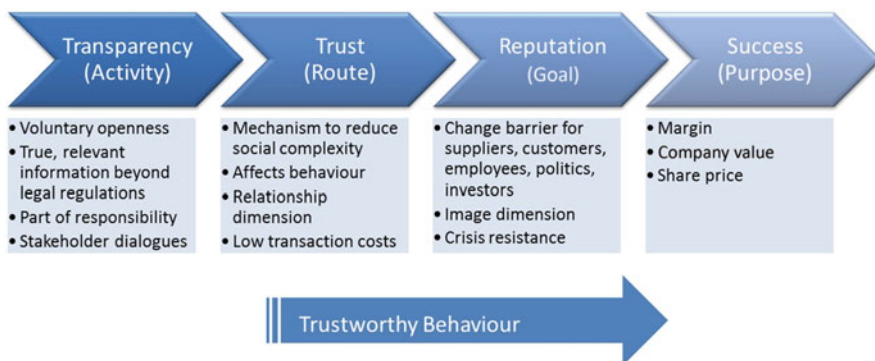 Transparency
(Activity)
• Voluntary openness
• True, relevant
information beyond
legal regulations
• Part of responsibility
• Stakeholder dialogues
Trust
(Route)
• Mechanism to reduce
social complexity
• Affects behaviour
• Relationship
dimension
• Low transaction costs
Reputation
(Goal)
• Change barrier for
suppliers, customers,
employees, politics,
investors
• Image dimension
• Crisis resistance
Success
(Purpose)
• Margin
• Company value
• Share price
Trustworthy Behaviour